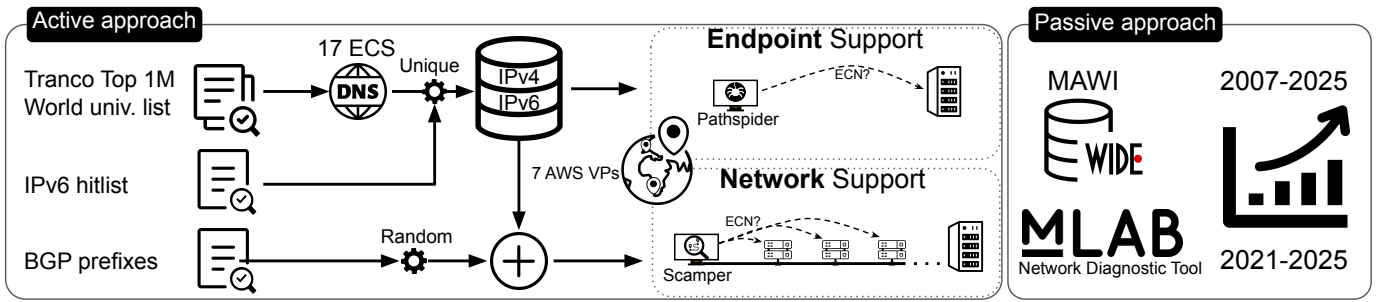 Active approach
Tranco Top 1M
World univ. list
17 ECS
DNS
Unique
IPv4
IPv6
IPv6 hitlist
BGP prefixes
Random
7 AWS VPs
Endpoint Support
ECN?
Pathspider
Network Support
ECN?
Scamper
Passive approach
MAWI
WIDE
2007-2025
MLAB
Network Diagnostic Tool
2021-2025